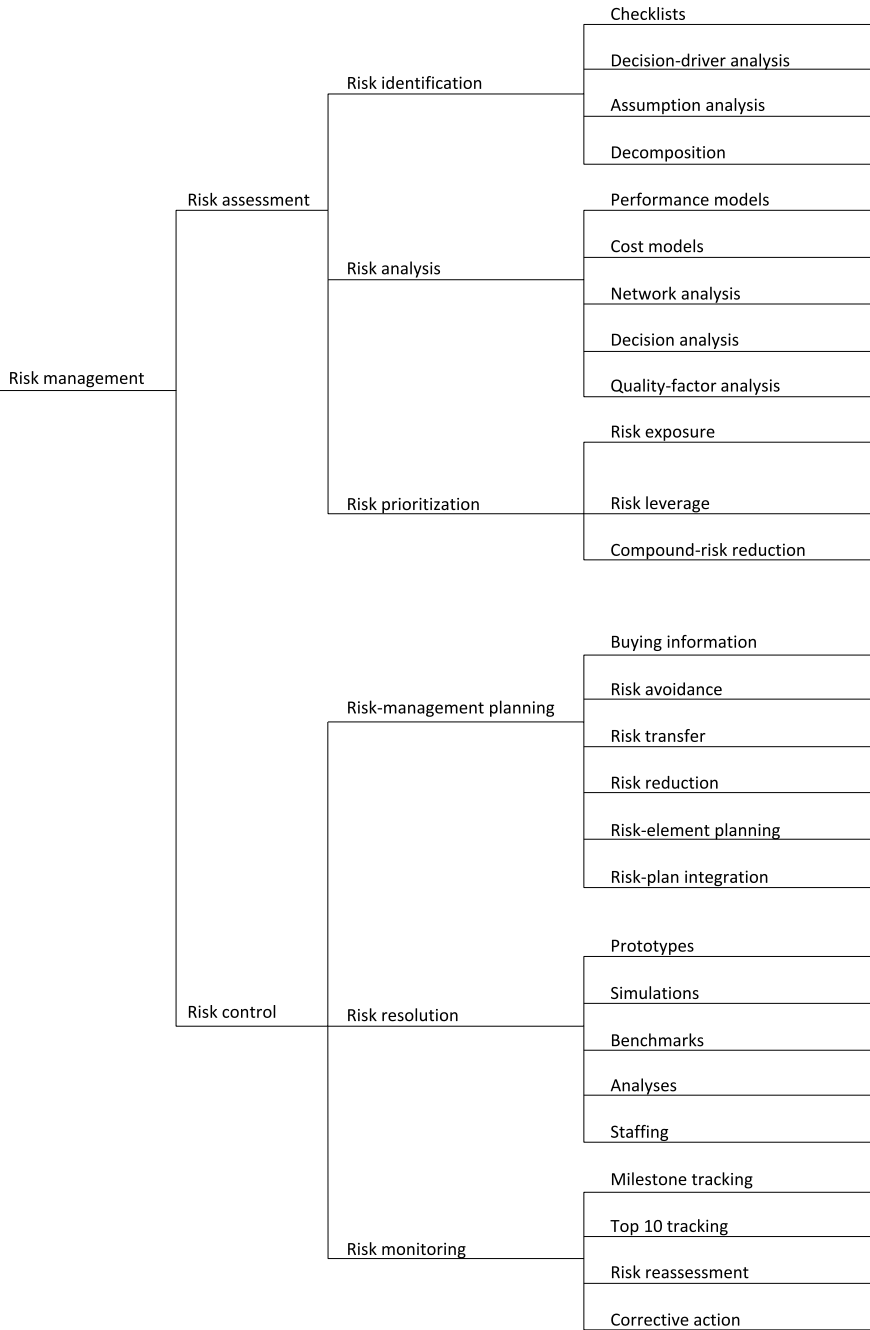 Risk management
Risk assessment
Risk identification
Checklists
Decision-driver analysis
Assumption analysis
Decomposition
Risk analysis
Performance models
Cost models
Network analysis
Decision analysis
Quality-factor analysis
Risk prioritization
Risk exposure
Risk leverage
Compound-risk reduction
Risk control
Risk-management planning
Buying information
Risk avoidance
Risk transfer
Risk reduction
Risk-element planning
Risk-plan integration
Risk resolution
Prototypes
Simulations
Benchmarks
Analyses
Staffing
Risk monitoring
Milestone tracking
Top 10 tracking
Risk reassessment
Corrective action